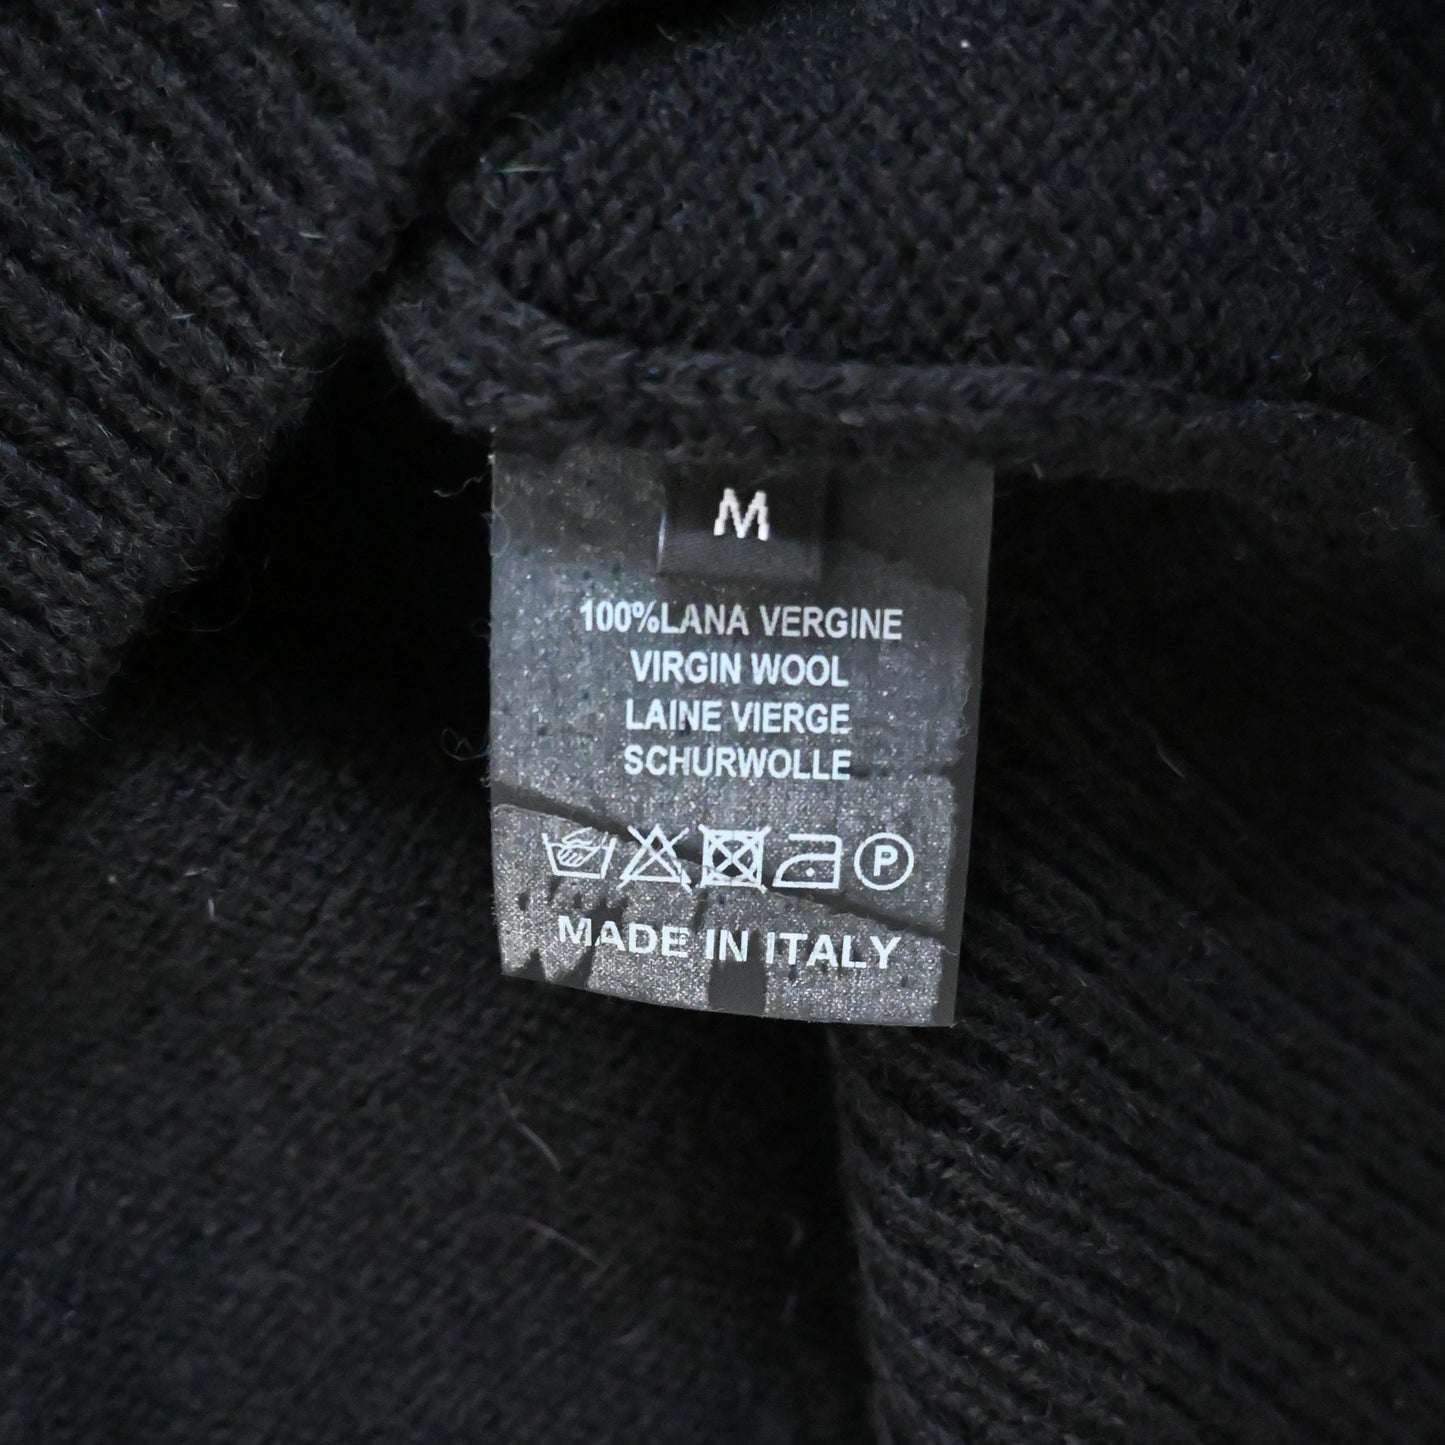 M
100%LANA VERGINE
VIRGIN WOOL
LAINE VIERGE
SCHURWOLLE
P
MADE IN ITALY